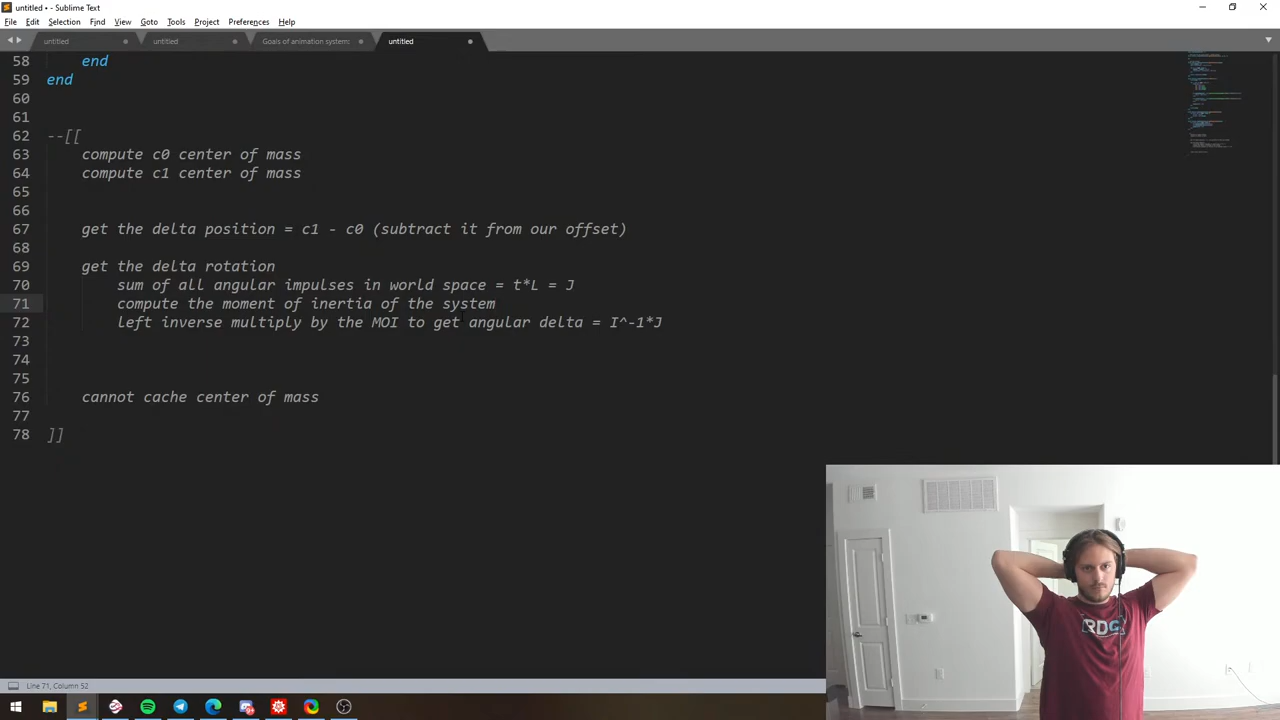 untitled • - Sublime Text
File Edit Selection Find View Goto Tools Project Preferences Help
untitled untitled Goals of animation system: untitled
58 end
59 end
60
61
62 --[[
63 compute c0 center of mass
64 compute c1 center of mass
65
66
67 get the delta position = c1 - c0 (subtract it from our offset)
68
69 get the delta rotation
70 sum of all angular impulses in world space = t*L = J
71 compute the moment of inertia of the system
72 left inverse multiply by the MOI to get angular delta = I^-1*J
73
74
75
76 cannot cache center of mass
77
78 ]]
RDC
Line 71, Column 52